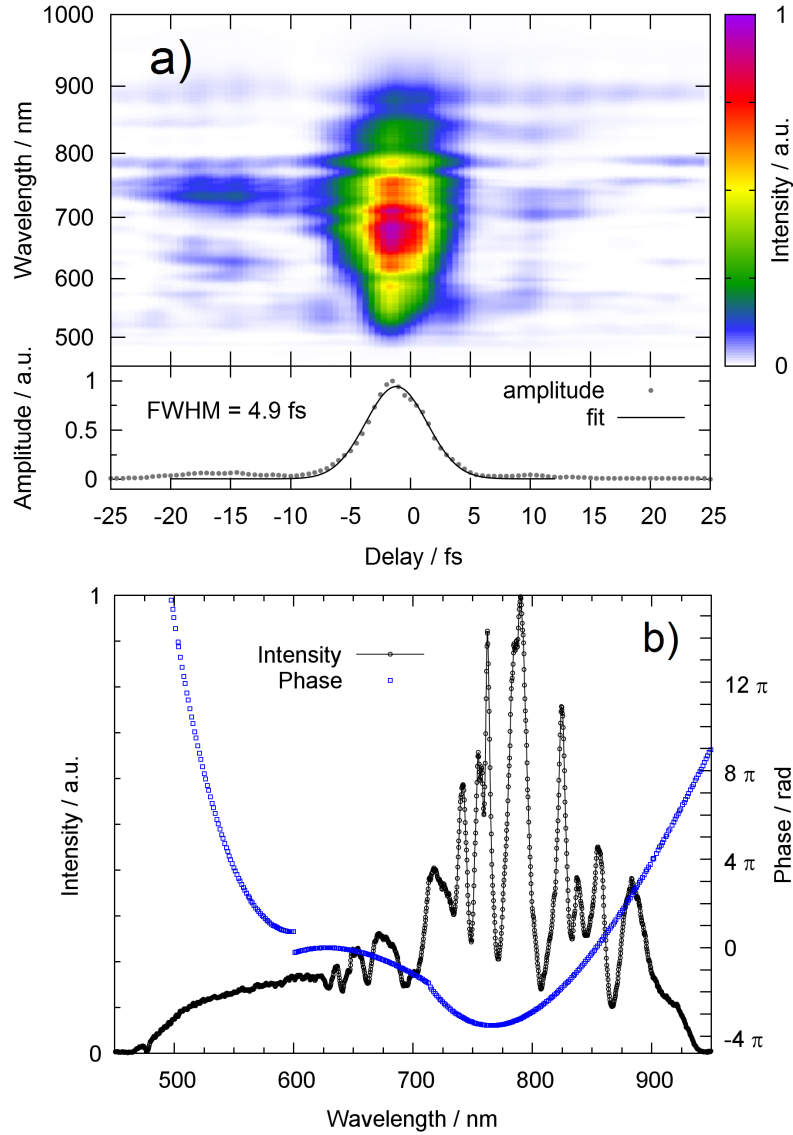 a)
1000
900
800
700
600
500
Wavelength / nm
1
0
Intensity / a.u.
Amplitude / a.u.
1
0.5
0
FWHM = 4.9 fs
amplitude
fit
-25 -20 -15 -10 -5 0 5 10 15 20 25
Delay / fs
b)
1
0
Intensity / a.u.
Intensity
Phase
12 π
8 π
4 π
0
-4 π
Phase / rad
500 600 700 800 900
Wavelength / nm